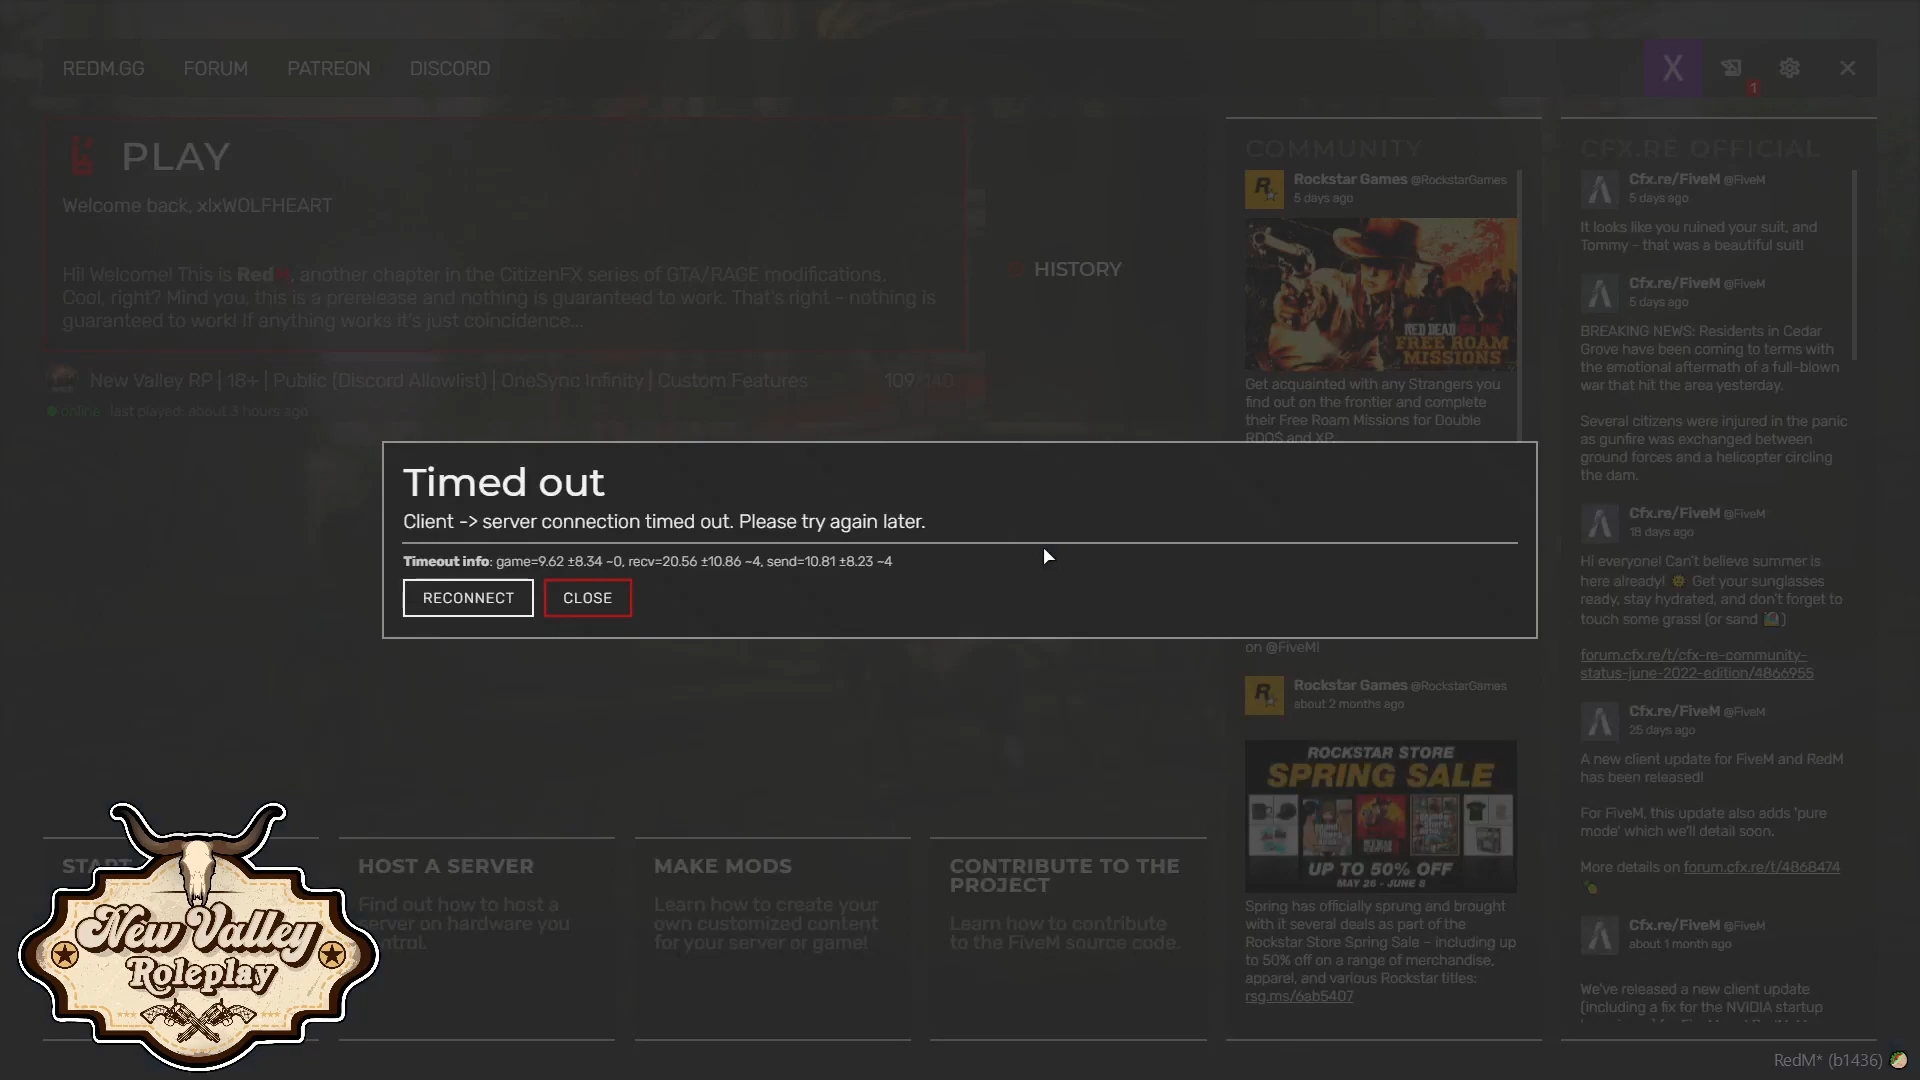 REDM.GG FORUM PATREON DISCORD
X
1
PLAY
Welcome back, xlxWOLFHEART
Hi! Welcome! This is RedM, another chapter in the CitizenFX series of GTA/RAGE modifications.
Cool, right? Mind you, this is a prerelease and nothing is guaranteed to work. That's right - nothing is
guaranteed to work! If anything works it's just coincidence...
HISTORY
New Valley RP | 18+ | Public (Discord Allowlist) | OneSync Infinity | Custom Features 109/140
online last played: about 3 hours ago
Timed out
Client -> server connection timed out. Please try again later.
Timeout info: game=9.62 ±8.34 ~0, recv=20.56 ±10.86 ~4, send=10.81 ±8.23 ~4
RECONNECT CLOSE
COMMUNITY
Rockstar Games @RockstarGames
5 days ago
RED DEAD ONLINE
FREE ROAM
MISSIONS
Get acquainted with any Strangers you
find out on the frontier and complete
their Free Roam Missions for Double
RDO$ and XP.
on @FiveM!
Rockstar Games @RockstarGames
about 2 months ago
ROCKSTAR STORE
SPRING SALE
UP TO 50% OFF
MAY 26 - JUNE 8
Spring has officially sprung and brought
with it several deals as part of the
Rockstar Store Spring Sale – including up
to 50% off on a range of merchandise,
apparel, and various Rockstar titles:
rsg.ms/6ab5407
CFX.RE OFFICIAL
Cfx.re/FiveM @FiveM
5 days ago
It looks like you ruined your suit, and
Tommy - that was a beautiful suit!
Cfx.re/FiveM @FiveM
5 days ago
BREAKING NEWS: Residents in Cedar
Grove have been coming to terms with
the emotional aftermath of a full-blown
war that hit the area yesterday.
Several citizens were injured in the panic
as gunfire was exchanged between
ground forces and a helicopter circling
the dam.
Cfx.re/FiveM @FiveM
18 days ago
Hi everyone! Can't believe summer is
here already! 🌞 Get your sunglasses
ready, stay hydrated, and don't forget to
touch some grass! (or sand 🏖)
forum.cfx.re/t/cfx-re-community-
status-june-2022-edition/4866955
Cfx.re/FiveM @FiveM
25 days ago
A new client update for FiveM and RedM
has been released!
For FiveM, this update also adds 'pure
mode' which we'll detail soon.
More details on forum.cfx.re/t/4868474
Cfx.re/FiveM @FiveM
about 1 month ago
We've released a new client update
(including a fix for the NVIDIA startup
START
HOST A SERVER
Find out how to host a
server on hardware you
MAKE MODS
Learn how to create your
own customized content
for your server or game!
CONTRIBUTE TO THE
PROJECT
Learn how to contribute
to the FiveM source code.
New Valley
Roleplay
RedM* (b1436)